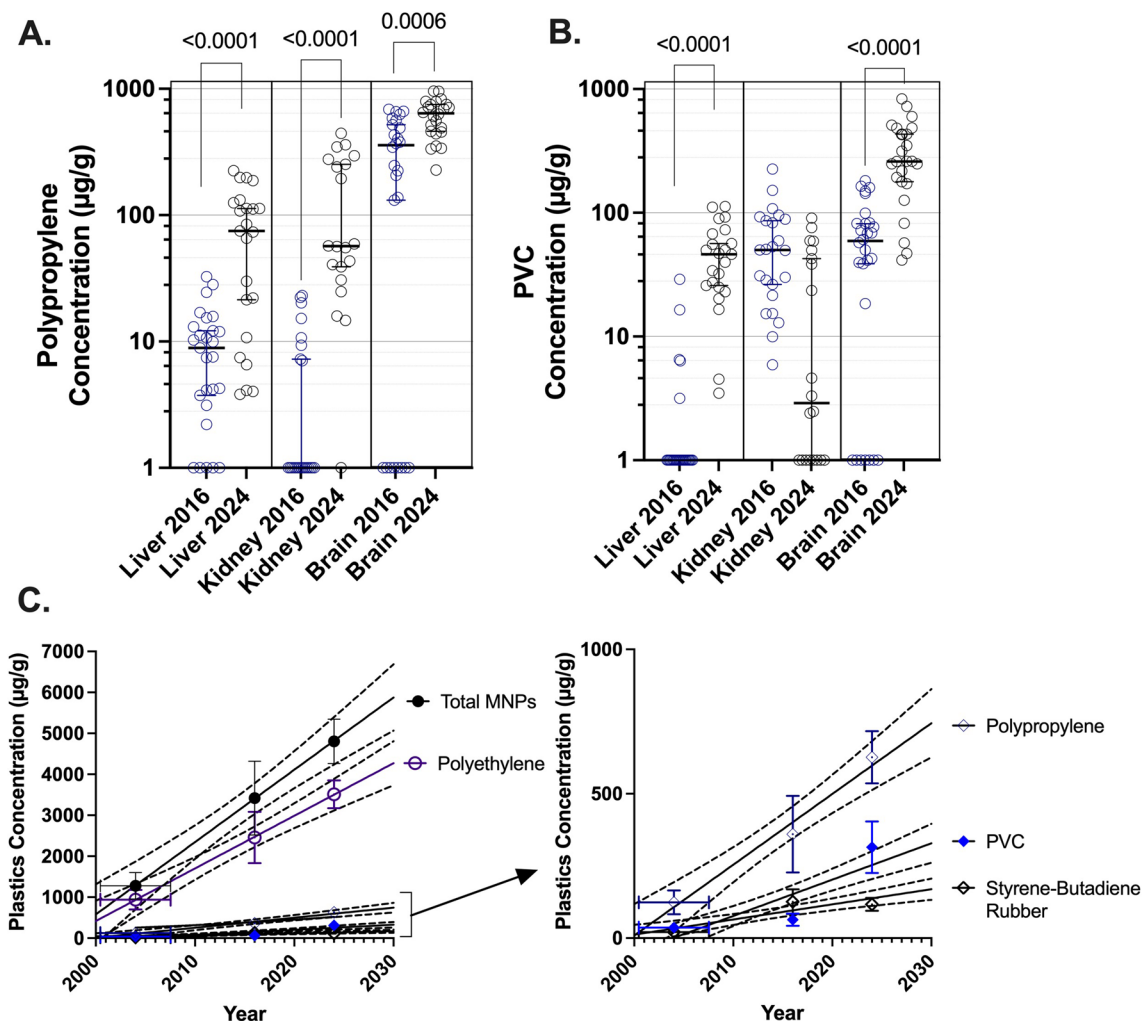 A.
<0.0001
<0.0001
0.0006
Polypropylene
Concentration (µg/g)
1000
100
10
1
Liver 2016
Liver 2024
Kidney 2016
Kidney 2024
Brain 2016
Brain 2024
B.
<0.0001
<0.0001
PVC
Concentration (µg/g)
1000
100
10
1
Liver 2016
Liver 2024
Kidney 2016
Kidney 2024
Brain 2016
Brain 2024
C.
Plastics Concentration (µg/g)
7000
6000
5000
4000
3000
2000
1000
0
2000
2010
2020
2030
Year
Total MNPs
Polyethylene
Plastics Concentration (µg/g)
1000
500
0
2000
2010
2020
2030
Year
Polypropylene
PVC
Styrene-Butadiene
Rubber